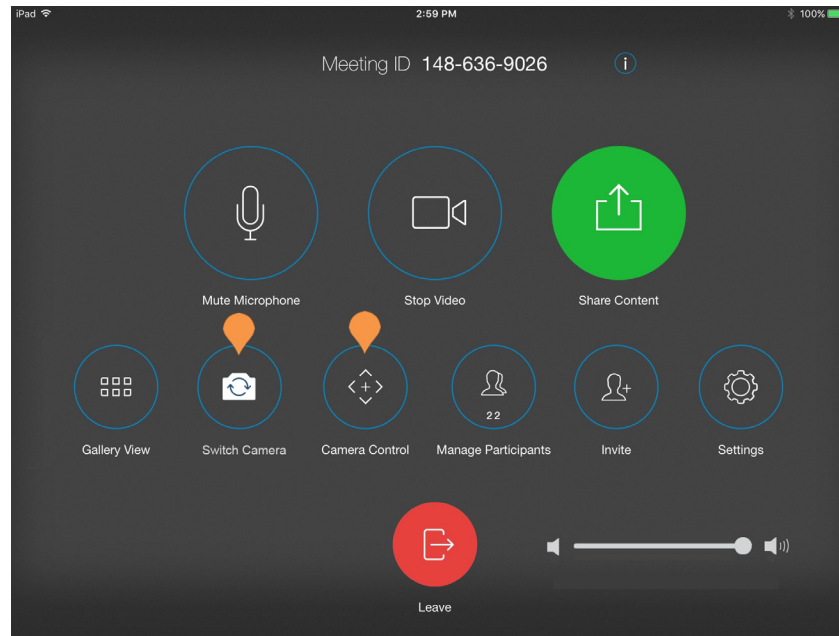 iPad 2:59 PM 100%
Meeting ID 148-636-9026 i
Mute Microphone Stop Video Share Content
22
Gallery View Switch Camera Camera Control Manage Participants Invite Settings
Leave